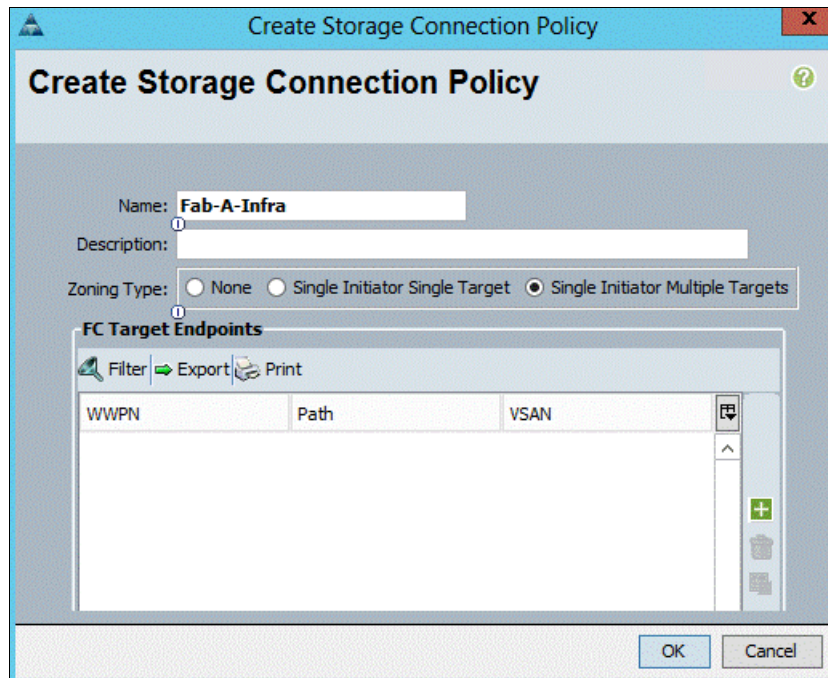 Create Storage Connection Policy
x
Create Storage Connection Policy
?
Name: Fab-A-Infra
Description:
Zoning Type: None Single Initiator Single Target Single Initiator Multiple Targets
FC Target Endpoints
Filter Export Print
WWPN Path VSAN
OK Cancel